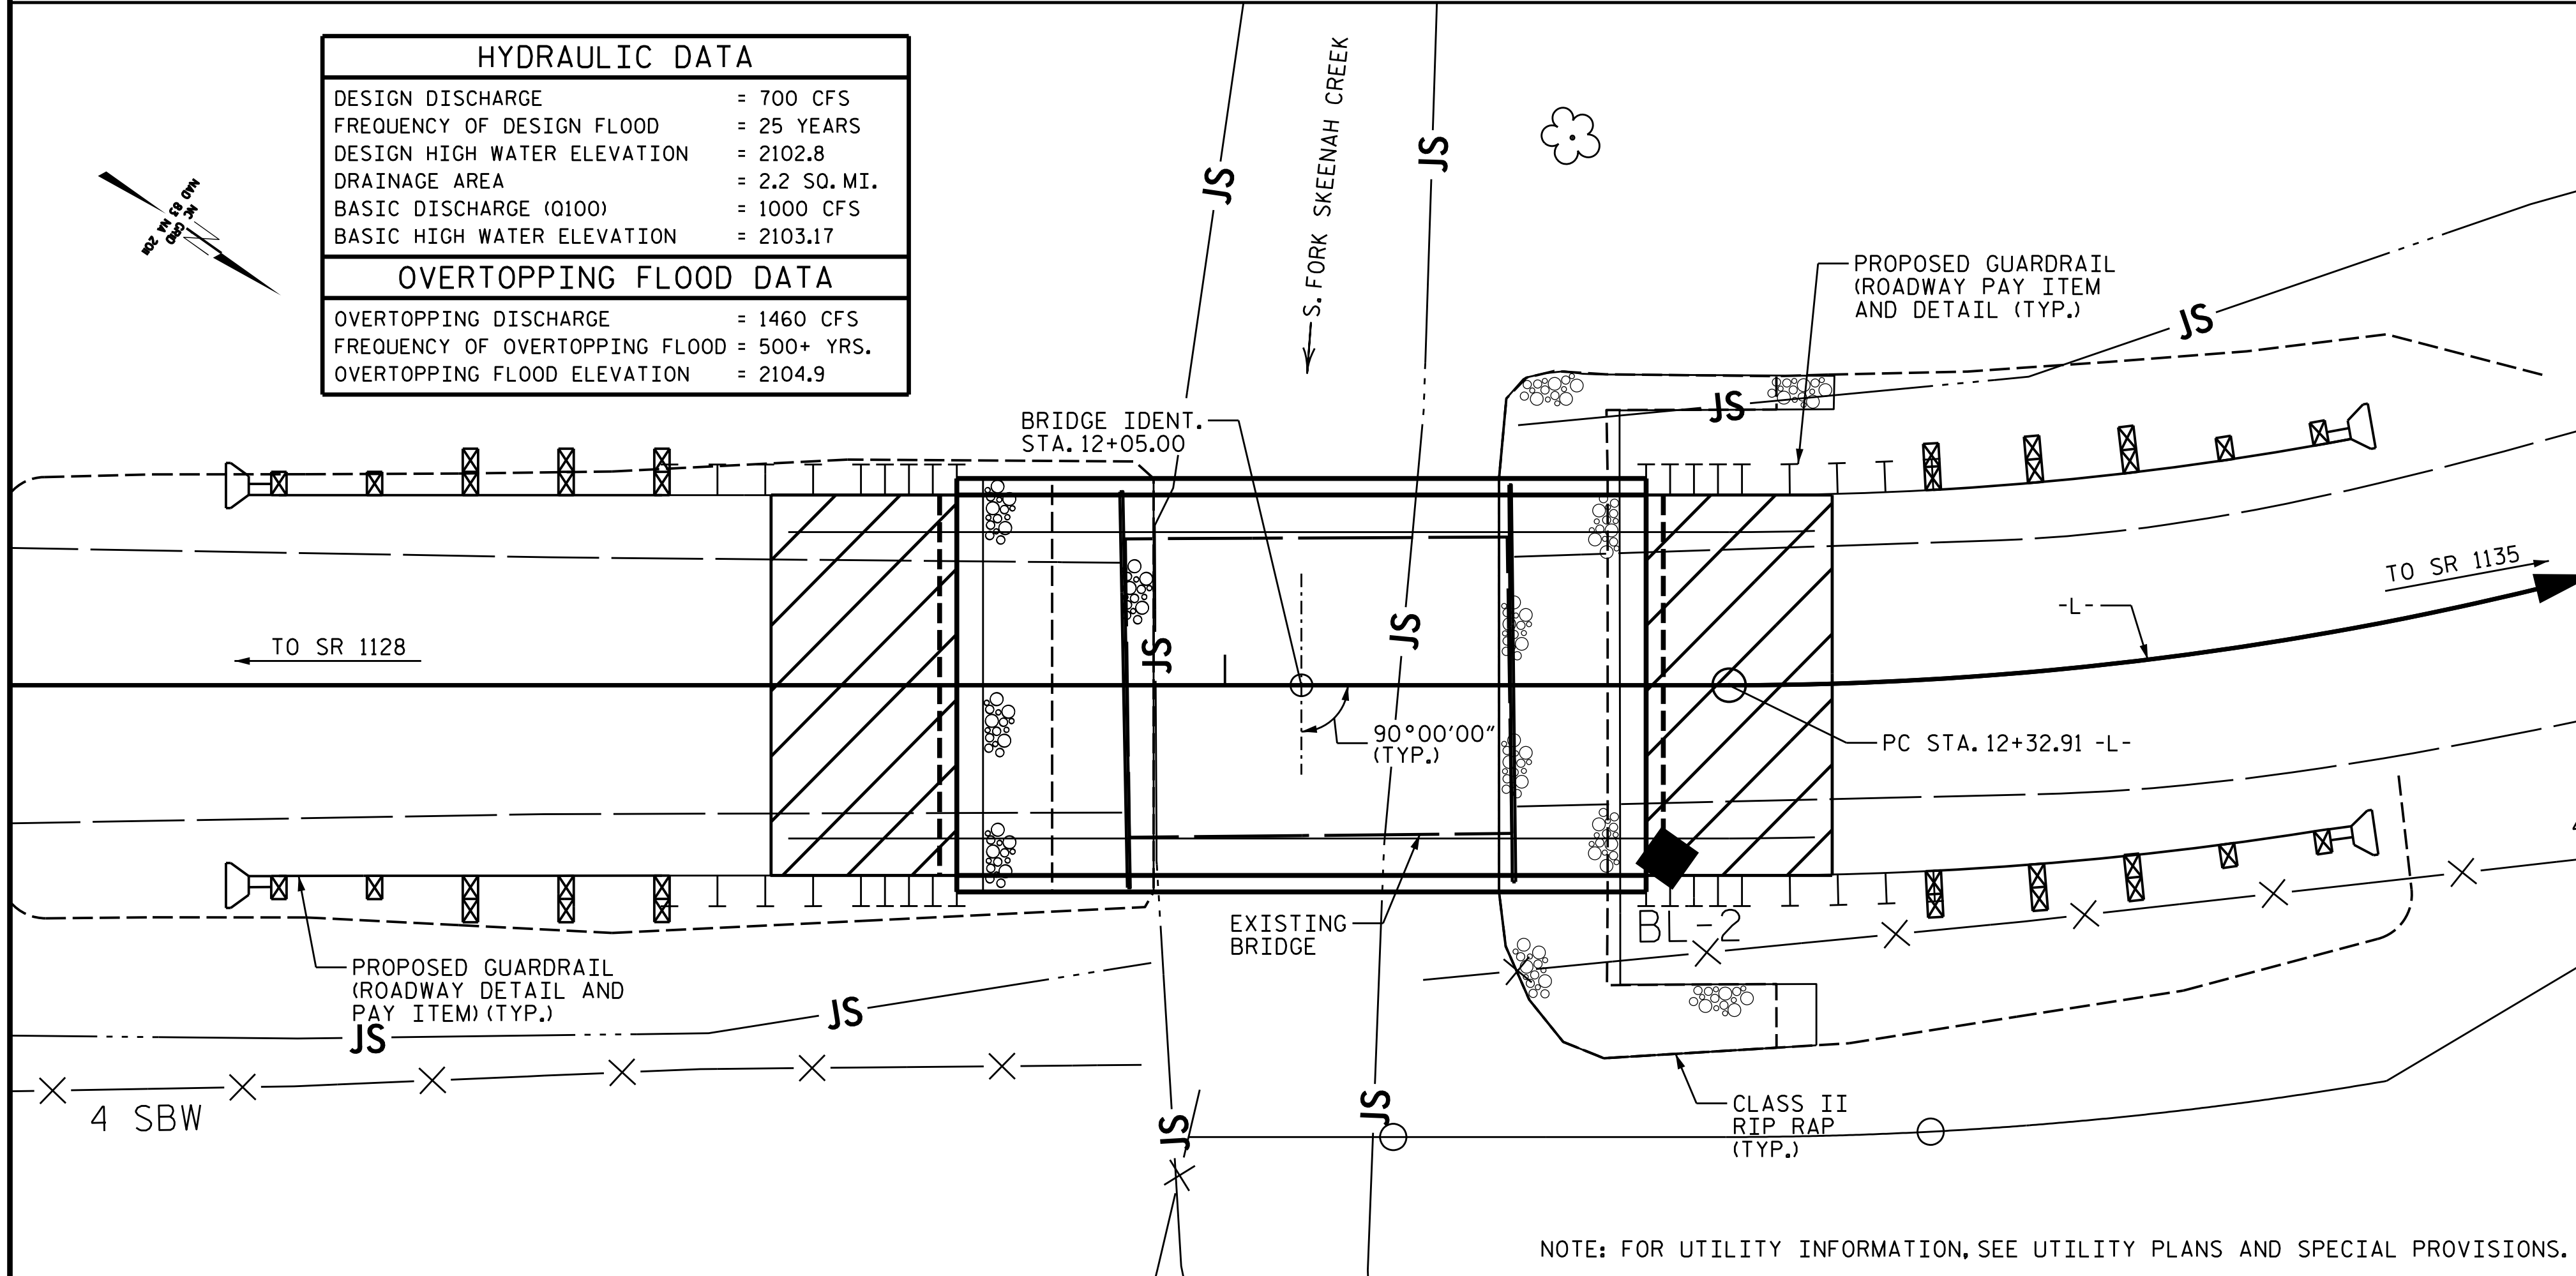 HYDRAULIC DATA
DESIGN DISCHARGE = 700 CFS
FREQUENCY OF DESIGN FLOOD = 25 YEARS
DESIGN HIGH WATER ELEVATION = 2102.8
DRAINAGE AREA = 2.2 SQ. MI.
BASIC DISCHARGE (Q100) = 1000 CFS
BASIC HIGH WATER ELEVATION = 2103.17
OVERTOPPING FLOOD DATA
OVERTOPPING DISCHARGE = 1460 CFS
FREQUENCY OF OVERTOPPING FLOOD = 500+ YRS.
OVERTOPPING FLOOD ELEVATION = 2104.9
NC GRID
NAD 83
S. FORK SKEENAH CREEK
JS
JS
JS
JS
PROPOSED GUARDRAIL
(ROADWAY PAY ITEM
AND DETAIL (TYP.)
BRIDGE IDENT.
STA. 12+05.00
TO SR 1135
-L-
TO SR 1128
JS
JS
90°00'00"
(TYP.)
PC STA. 12+32.91 -L-
EXISTING
BRIDGE
BL-2
PROPOSED GUARDRAIL
(ROADWAY DETAIL AND
PAY ITEM) (TYP.)
JS
JS
4 SBW
JS
JS
CLASS II
RIP RAP
(TYP.)
NOTE: FOR UTILITY INFORMATION, SEE UTILITY PLANS AND SPECIAL PROVISIONS.